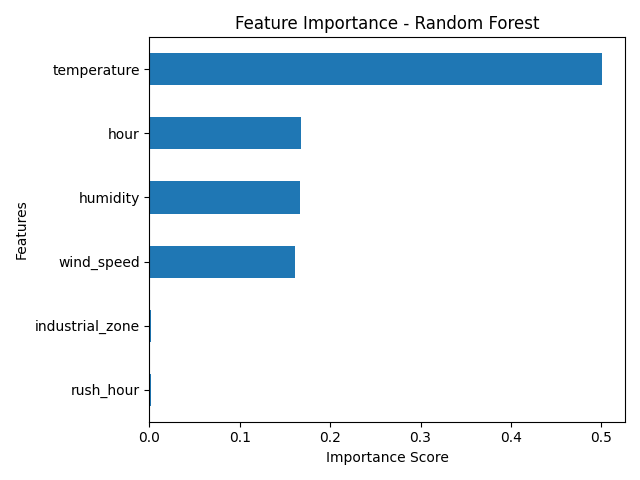 Feature Importance - Random Forest
temperature
hour
humidity
wind_speed
industrial_zone
rush_hour
Features
0.0 0.1 0.2 0.3 0.4 0.5
Importance Score